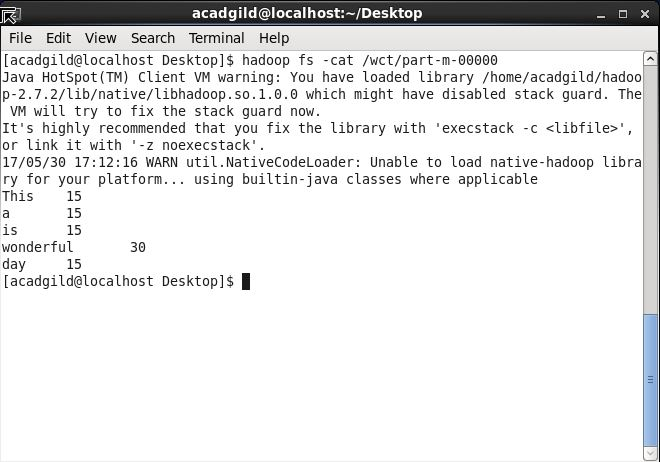 acadgild@localhost:~/Desktop
File Edit View Search Terminal Help
[acadgild@localhost Desktop]$ hadoop fs -cat /wct/part-m-00000
Java HotSpot(TM) Client VM warning: You have loaded library /home/acadgild/hadoo
p-2.7.2/lib/native/libhadoop.so.1.0.0 which might have disabled stack guard. The
 VM will try to fix the stack guard now.
It's highly recommended that you fix the library with 'execstack -c <libfile>',
or link it with '-z noexecstack'.
17/05/30 17:12:16 WARN util.NativeCodeLoader: Unable to load native-hadoop libra
ry for your platform... using builtin-java classes where applicable
This    15
a       15
is      15
wonderful       30
day     15
[acadgild@localhost Desktop]$